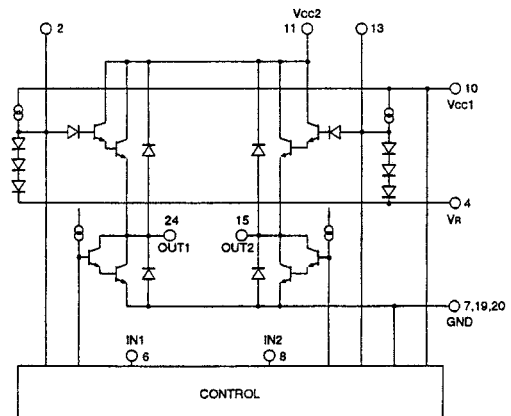 2
Vcc2
11
13
10
Vcc1
4
VR
24
OUT1
15
OUT2
7,19,20
GND
IN1
6
IN2
8
CONTROL